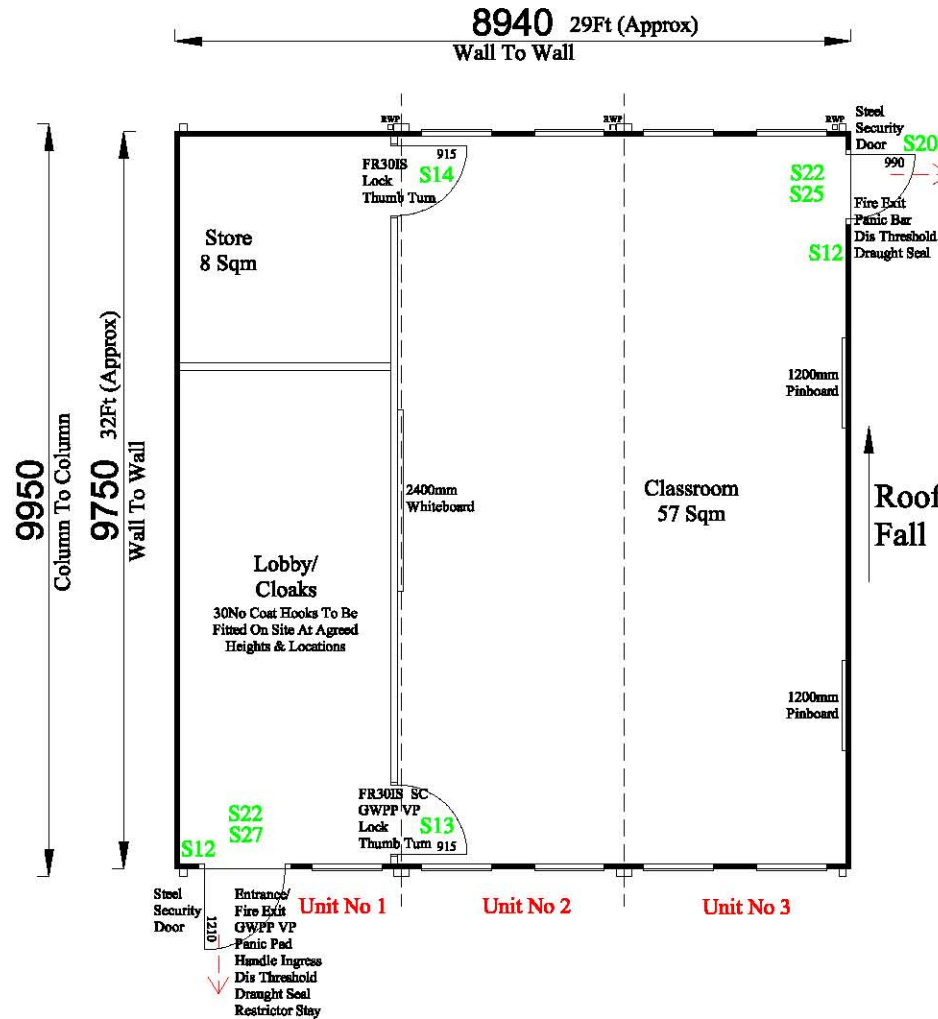 8940 29Ft (Approx)
Wall To Wall
RWP
RWP
RWP
Steel
Security
Door
S20
990
S22
S25
Fire Exit
Panic Bar
Dis Threshold
Draught Seal
S12
FR30IS
Lock
Thumb Turn
915
S14
Store
8 Sqm
1200mm
Pinboard
9950
Column To Column
9750 32Ft (Approx)
Wall To Wall
2400mm
Whiteboard
Classroom
57 Sqm
Roof
Fall
Lobby/
Cloaks
30No Coat Hooks To Be
Fitted On Site At Agreed
Heights & Locations
1200mm
Pinboard
FR30IS SC
GWPP VP
Lock
Thumb Turn
S13
915
S22
S27
S12
Steel
Security
Door
1210
Entrance/
Fire Exit
GWPP VP
Panic Pad
Handle Ingress
Dis Threshold
Draught Seal
Restrictor Stay
Unit No 1
Unit No 2
Unit No 3